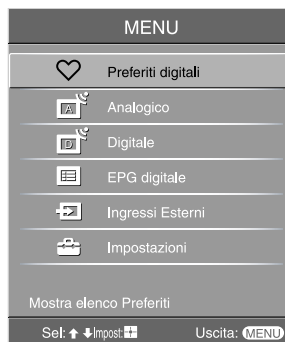 MENU
Preferiti digitali
A Analogico
D Digitale
EPG digitale
Ingressi Esterni
Impostazioni
Mostra elenco Preferiti
Sel: Impost: Uscita: MENU